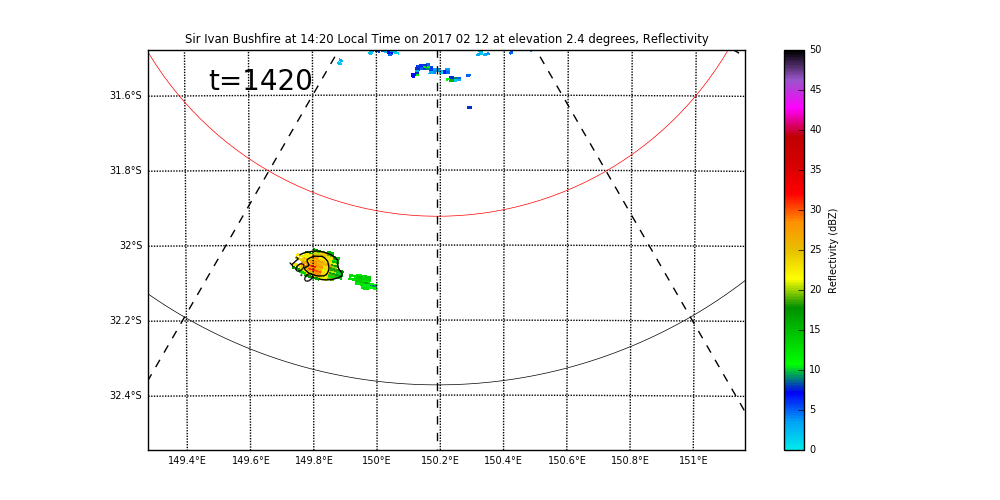 Sir Ivan Bushfire at 14:20 Local Time on 2017 02 12 at elevation 2.4 degrees, Reflectivity
t=1420
31.6°S
31.8°S
32°S
32.2°S
32.4°S
149.4°E 149.6°E 149.8°E 150°E 150.2°E 150.4°E 150.6°E 150.8°E 151°E
50
45
40
35
30
25
20
15
10
5
0
Reflectivity (dBZ)